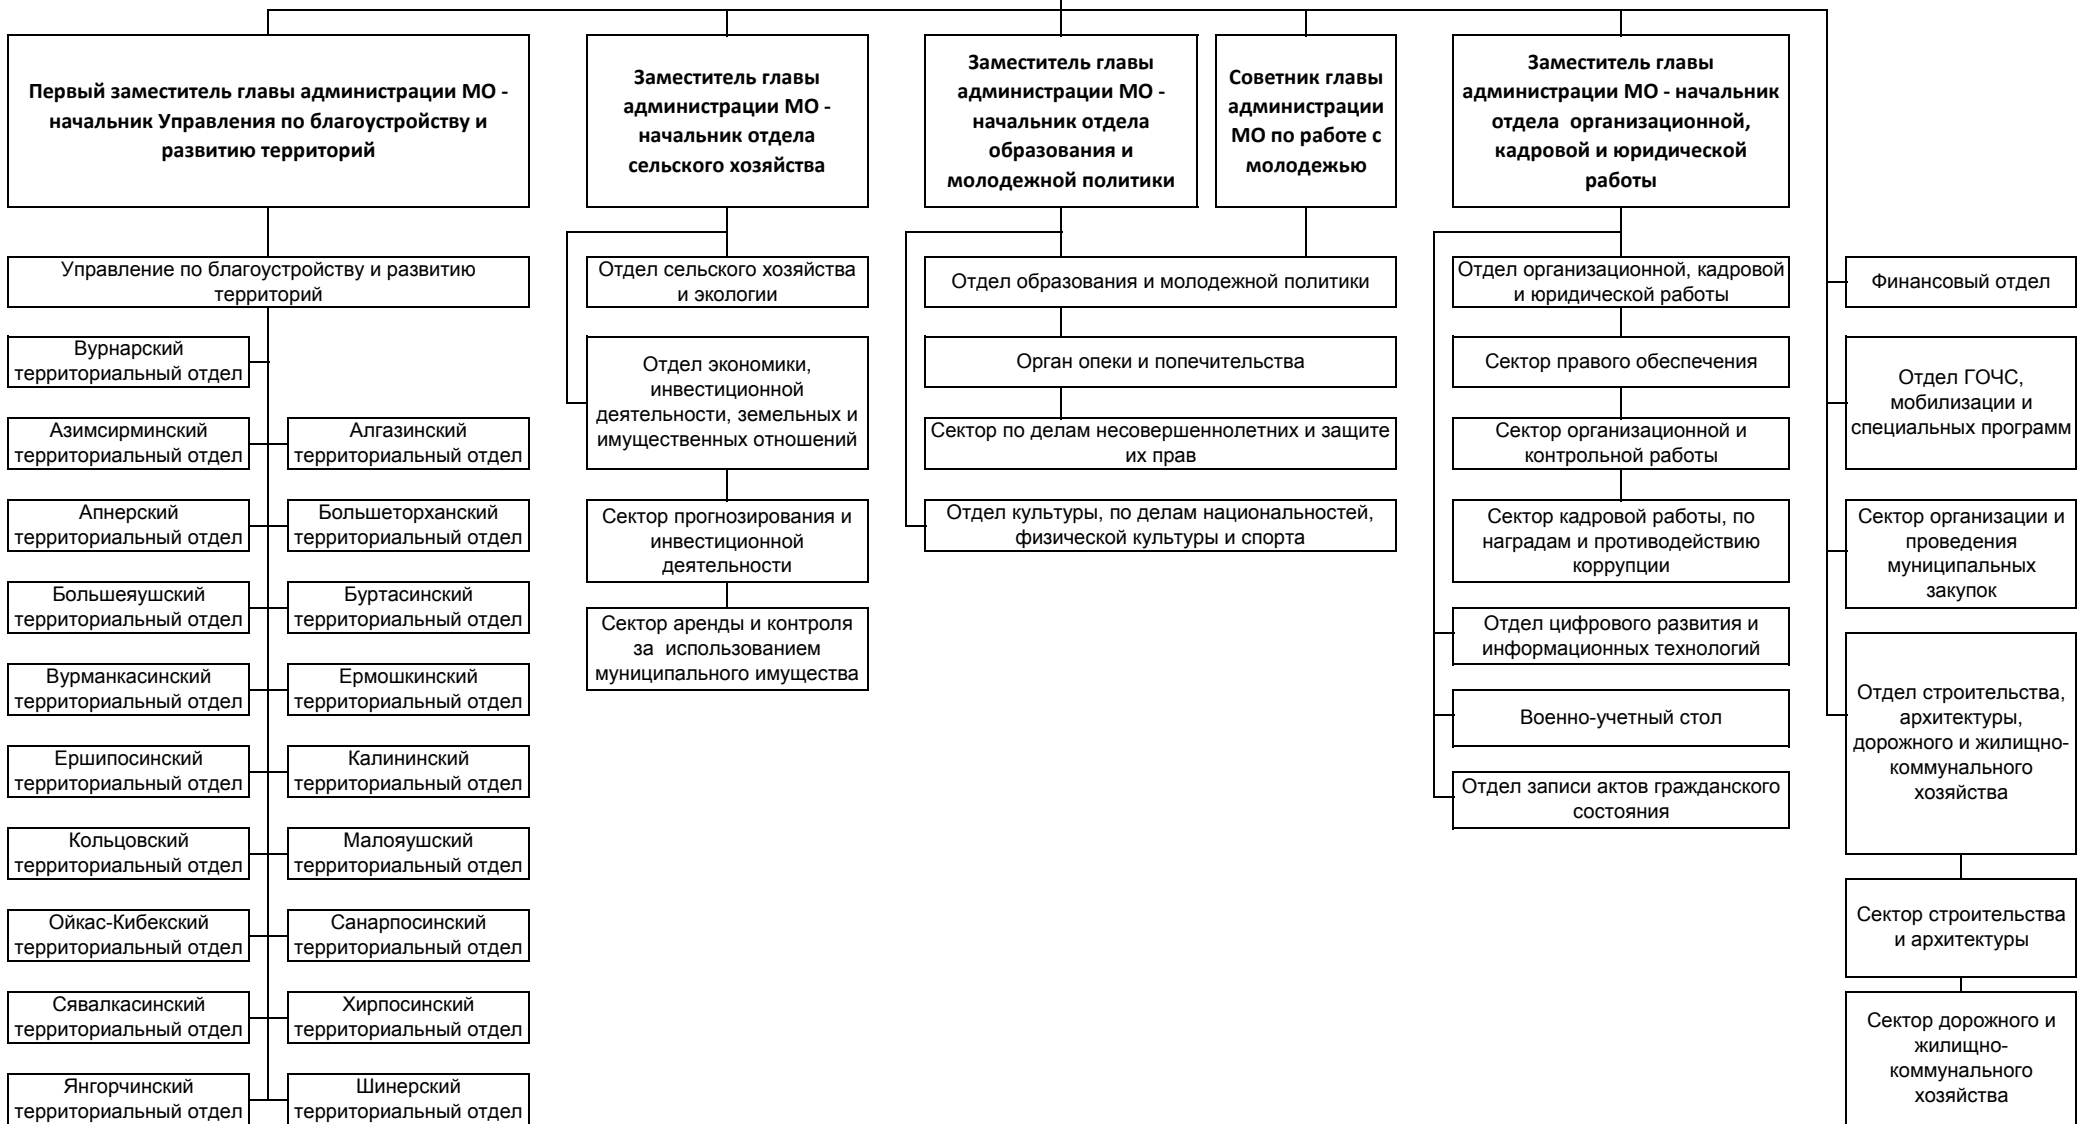 Первый заместитель главы администрации МО -
начальник Управления по благоустройству и
развитию территорий
Заместитель главы
администрации МО -
начальник отдела
сельского хозяйства
Заместитель главы
администрации МО -
начальник отдела
образования и
молодежной политики
Советник главы
администрации
МО по работе с
молодежью
Заместитель главы
администрации МО - начальник
отдела  организационной,
кадровой и юридической
работы
Управление по благоустройству и развитию
территорий
Вурнарский
территориальный отдел
Азимсирминский
территориальный отдел
Алгазинский
территориальный отдел
Апнерский
территориальный отдел
Большеторханский
территориальный отдел
Большеяушский
территориальный отдел
Буртасинский
территориальный отдел
Вурманкасинский
территориальный отдел
Ермошкинский
территориальный отдел
Ершипосинский
территориальный отдел
Калининский
территориальный отдел
Кольцовский
территориальный отдел
Малояушский
территориальный отдел
Ойкас-Кибекский
территориальный отдел
Санарпосинский
территориальный отдел
Сявалкасинский
территориальный отдел
Хирпосинский
территориальный отдел
Янгорчинский
территориальный отдел
Шинерский
территориальный отдел
Отдел сельского хозяйства
и экологии
Отдел экономики,
инвестиционной
деятельности, земельных и
имущественных отношений
Сектор прогнозирования и
инвестиционной
деятельности
Сектор аренды и контроля
за  использованием
муниципального имущества
Отдел образования и молодежной политики
Орган опеки и попечительства
Сектор по делам несовершеннолетних и защите
их прав
Отдел культуры, по делам национальностей,
физической культуры и спорта
Отдел организационной, кадровой
и юридической работы
Сектор правого обеспечения
Сектор организационной и
контрольной работы
Сектор кадровой работы, по
наградам и противодействию
коррупции
Отдел цифрового развития и
информационных технологий
Военно-учетный стол
Отдел записи актов гражданского
состояния
Финансовый отдел
Отдел ГОЧС,
мобилизации и
специальных программ
Сектор организации и
проведения
муниципальных
закупок
Отдел строительства,
архитектуры,
дорожного и жилищно-
коммунального
хозяйства
Сектор строительства
и архитектуры
Сектор дорожного и
жилищно-
коммунального
хозяйства